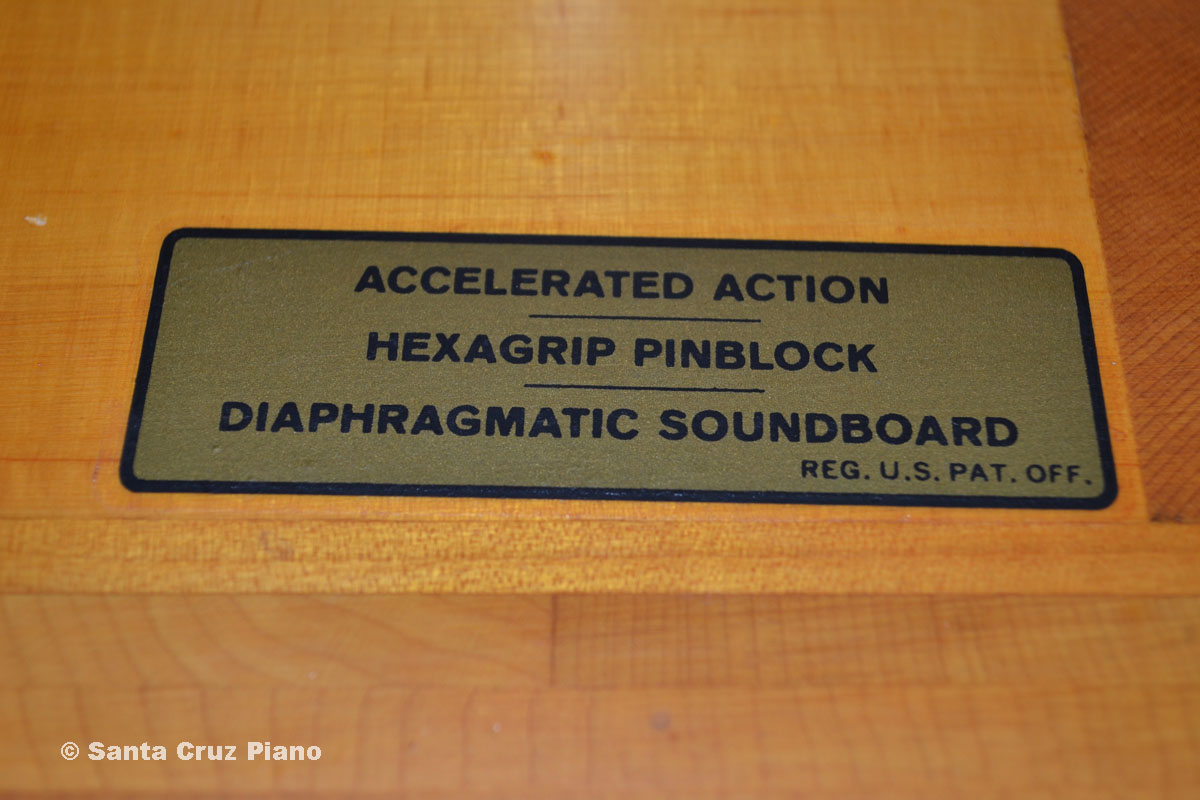 ACCELERATED ACTION
HEXAGRIP PINBLOCK
DIAPHRAGMATIC SOUNDBOARD
REG. U.S. PAT. OFF.
© Santa Cruz Piano